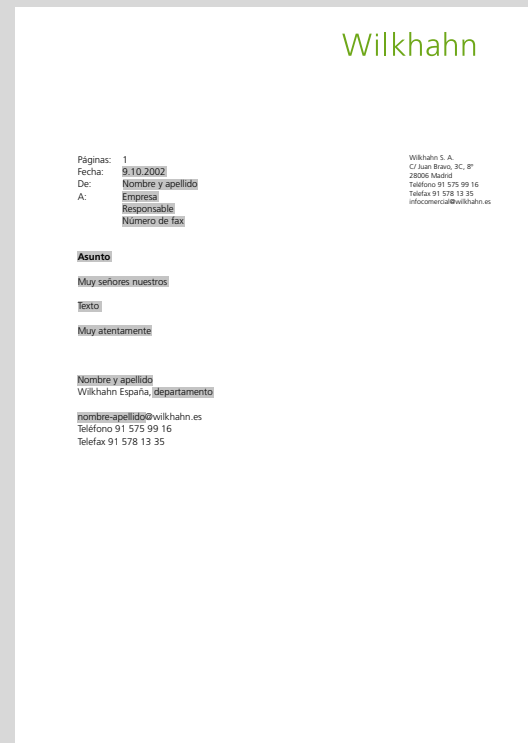 Wilkhahn
Páginas: 1
Fecha: 9.10.2002
De: Nombre y apellido
A: Empresa
Responsable
Número de fax
Wilkhahn S. A.
C/ Juan Bravo, 3C, 8º
28006 Madrid
Teléfono 91 575 99 16
Telefax 91 578 13 35
infocomercial@wilkhahn.es
Asunto
Muy señores nuestros
Texto
Muy atentamente
Nombre y apellido
Wilkhahn España, departamento
nombre-apellido@wilkhahn.es
Teléfono 91 575 99 16
Telefax 91 578 13 35